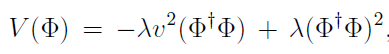 V(Φ) = −λv²(Φ†Φ) + λ(Φ†Φ)²,